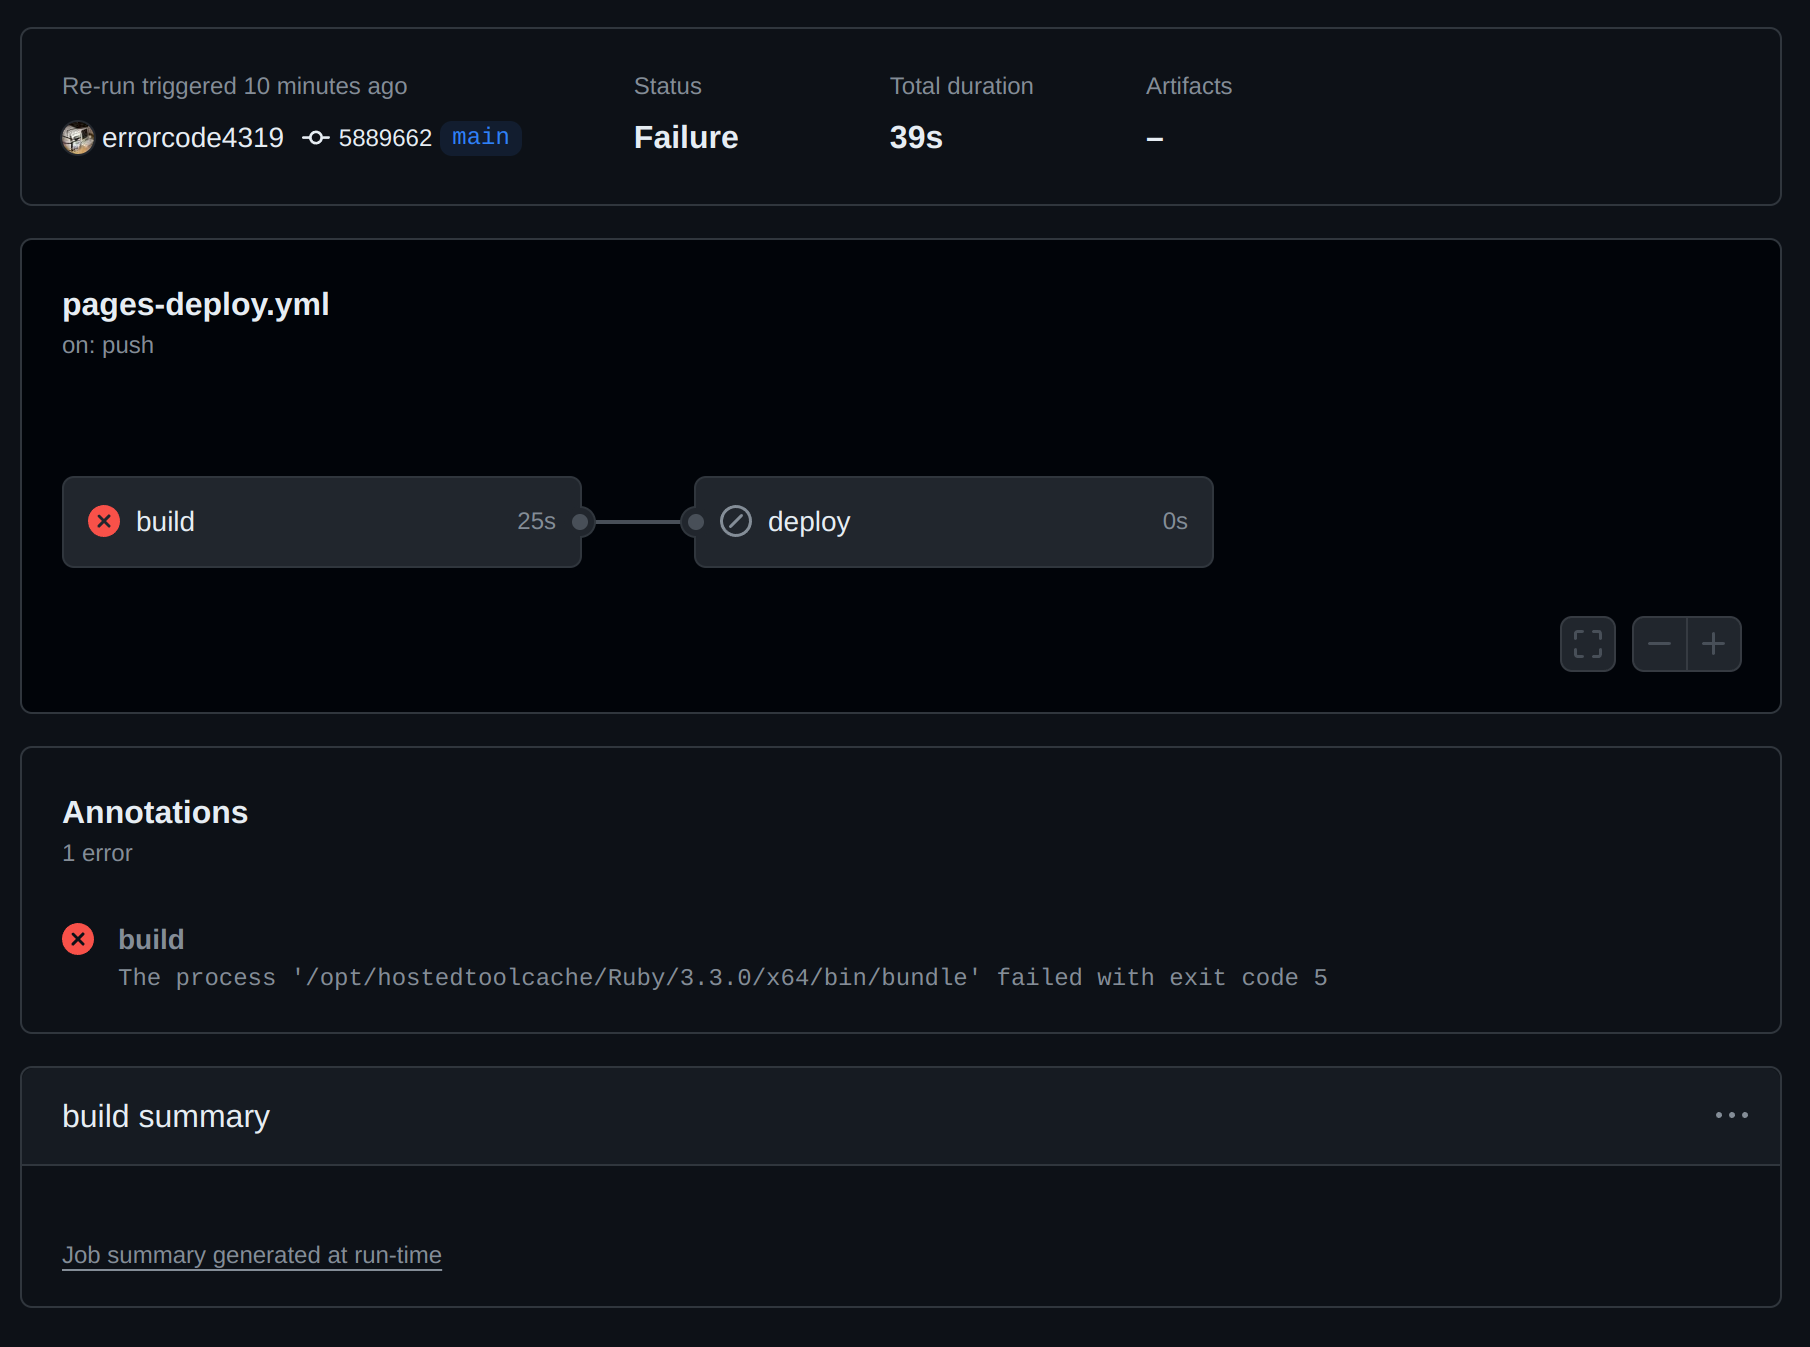 Re-run triggered 10 minutes ago
errorcode4319 5889662 main
Status
Failure
Total duration
39s
Artifacts
–
pages-deploy.yml
on: push
build 25s
deploy 0s
Annotations
1 error
build
The process '/opt/hostedtoolcache/Ruby/3.3.0/x64/bin/bundle' failed with exit code 5
build summary
Job summary generated at run-time